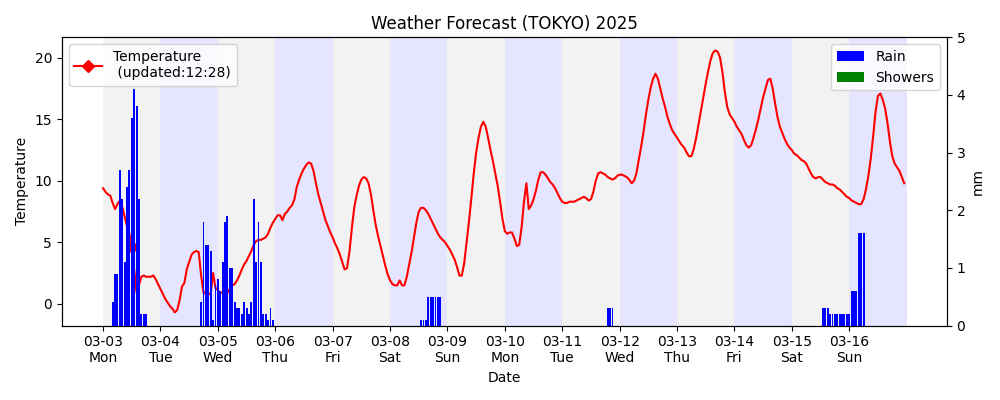 Weather Forecast (TOKYO) 2025
Temperature
(updated:12:28)
Rain
Showers
Temperature
20
15
10
5
0
5
4
3
2
1
0
mm
03-03 03-04 03-05 03-06 03-07 03-08 03-09 03-10 03-11 03-12 03-13 03-14 03-15 03-16
Mon Tue Wed Thu Fri Sat Sun Mon Tue Wed Thu Fri Sat Sun
Date